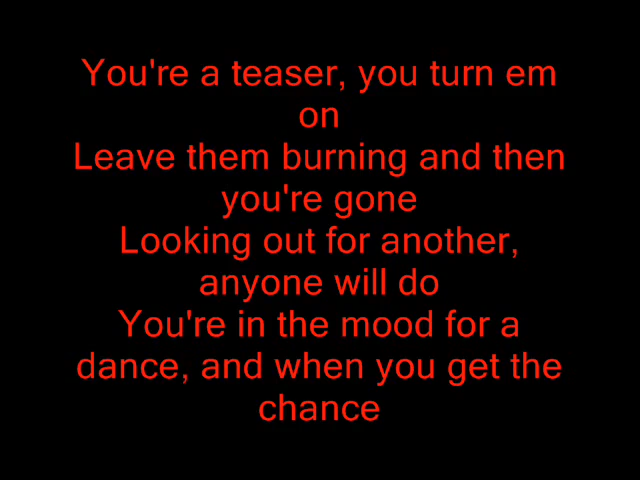 You're a teaser, you turn em
on
Leave them burning and then
you're gone
Looking out for another,
anyone will do
You're in the mood for a
dance, and when you get the
chance